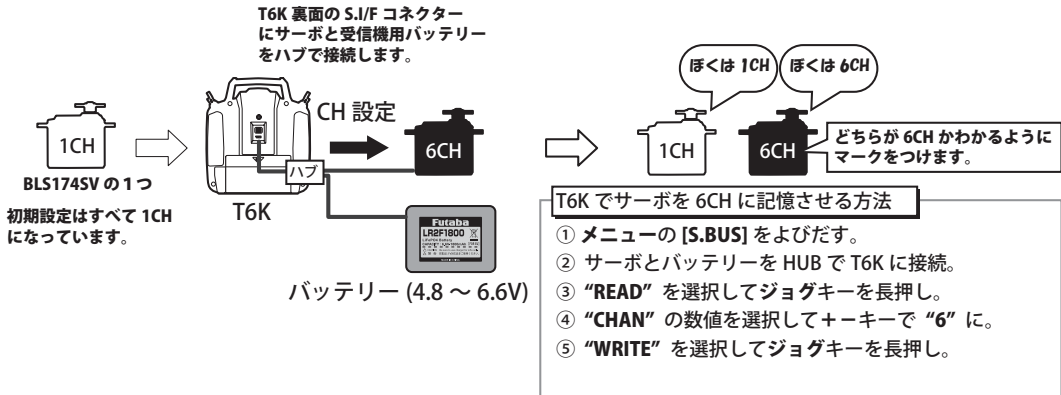 T6K 裏面の S.I/F コネクター
にサーボと受信機用バッテリー
をハブで接続します。
1CH
BLS174SV の１つ
初期設定はすべて 1CH
になっています。
T6K
CH 設定
ハブ
6CH
Futaba
LR2F1800
バッテリー (4.8 ～ 6.6V)
ぼくは 1CH
ぼくは 6CH
1CH
6CH
どちらが 6CH かわかるように
マークをつけます。
T6K でサーボを 6CH に記憶させる方法
① メニューの [S.BUS] をよびだす。
② サーボとバッテリーを HUB で T6K に接続。
③ “READ” を選択してジョグキーを長押し。
④ “CHAN” の数値を選択して＋－キーで “6” に。
⑤ “WRITE” を選択してジョグキーを長押し。